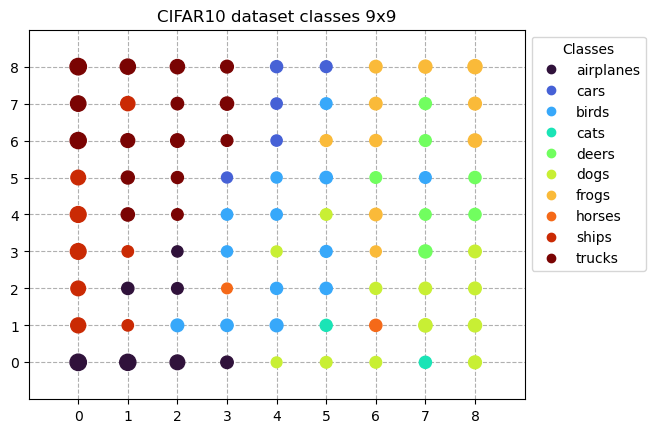 CIFAR10 dataset classes 9x9
8
7
6
5
4
3
2
1
0
0 1 2 3 4 5 6 7 8
Classes
airplanes
cars
birds
cats
deers
dogs
frogs
horses
ships
trucks